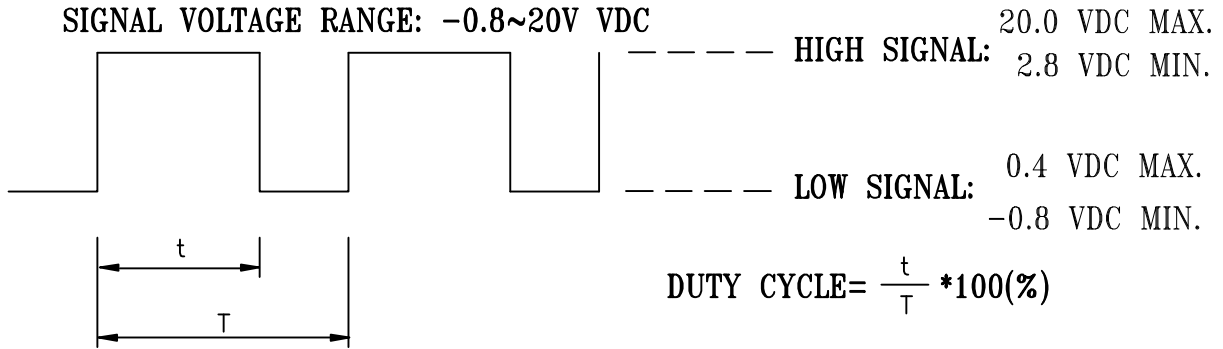 SIGNAL VOLTAGE RANGE: -0.8~20V VDC
20.0 VDC MAX.
HIGH SIGNAL:
2.8 VDC MIN.
0.4 VDC MAX.
LOW SIGNAL:
-0.8 VDC MIN.
t
T
DUTY CYCLE= t/T *100(%)